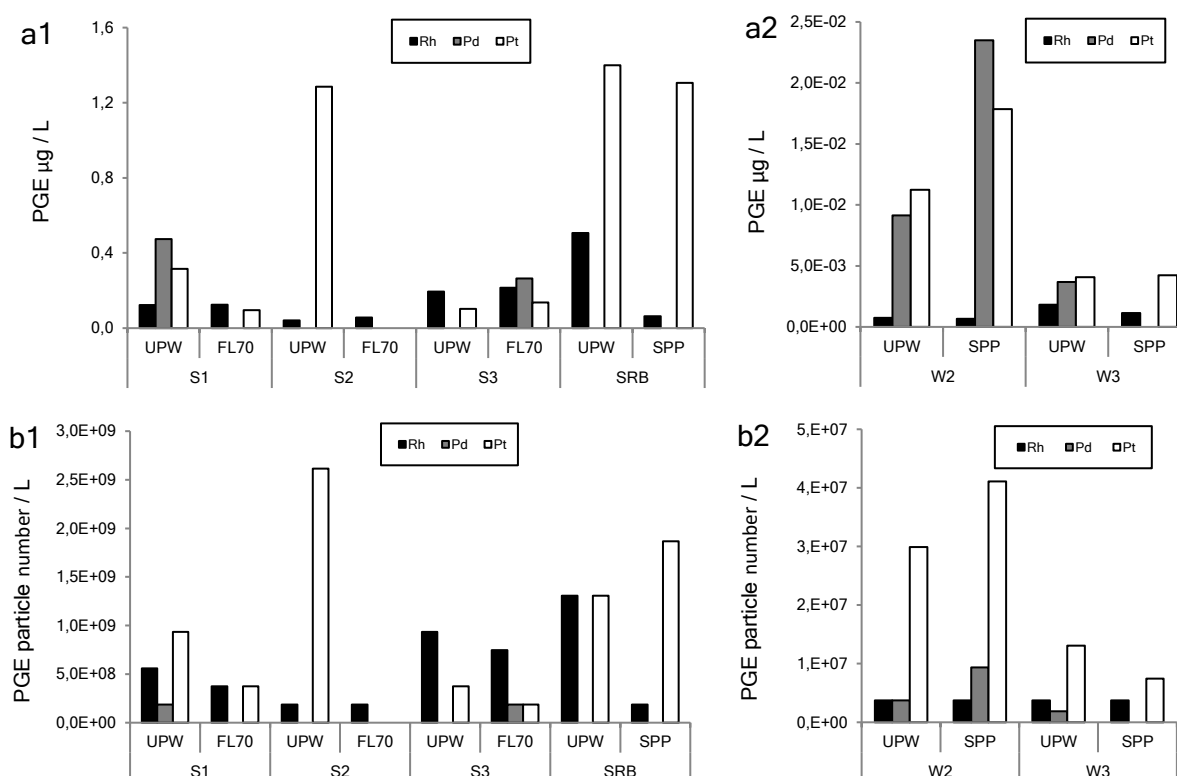 a1
PGE µg / L
1,6
1,2
0,8
0,4
0,0
Rh Pd Pt
UPW FL70 UPW FL70 UPW FL70 UPW SPP
S1 S2 S3 SRB
a2
PGE µg / L
2,5E-02
2,0E-02
1,5E-02
1,0E-02
5,0E-03
0,0E+00
Rh Pd Pt
UPW SPP UPW SPP
W2 W3
b1
PGE particle number / L
3,0E+09
2,5E+09
2,0E+09
1,5E+09
1,0E+09
5,0E+08
0,0E+00
Rh Pd Pt
UPW FL70 UPW FL70 UPW FL70 UPW SPP
S1 S2 S3 SRB
b2
PGE particle number / L
5,E+07
4,E+07
3,E+07
2,E+07
1,E+07
0,E+00
Rh Pd Pt
UPW SPP UPW SPP
W2 W3